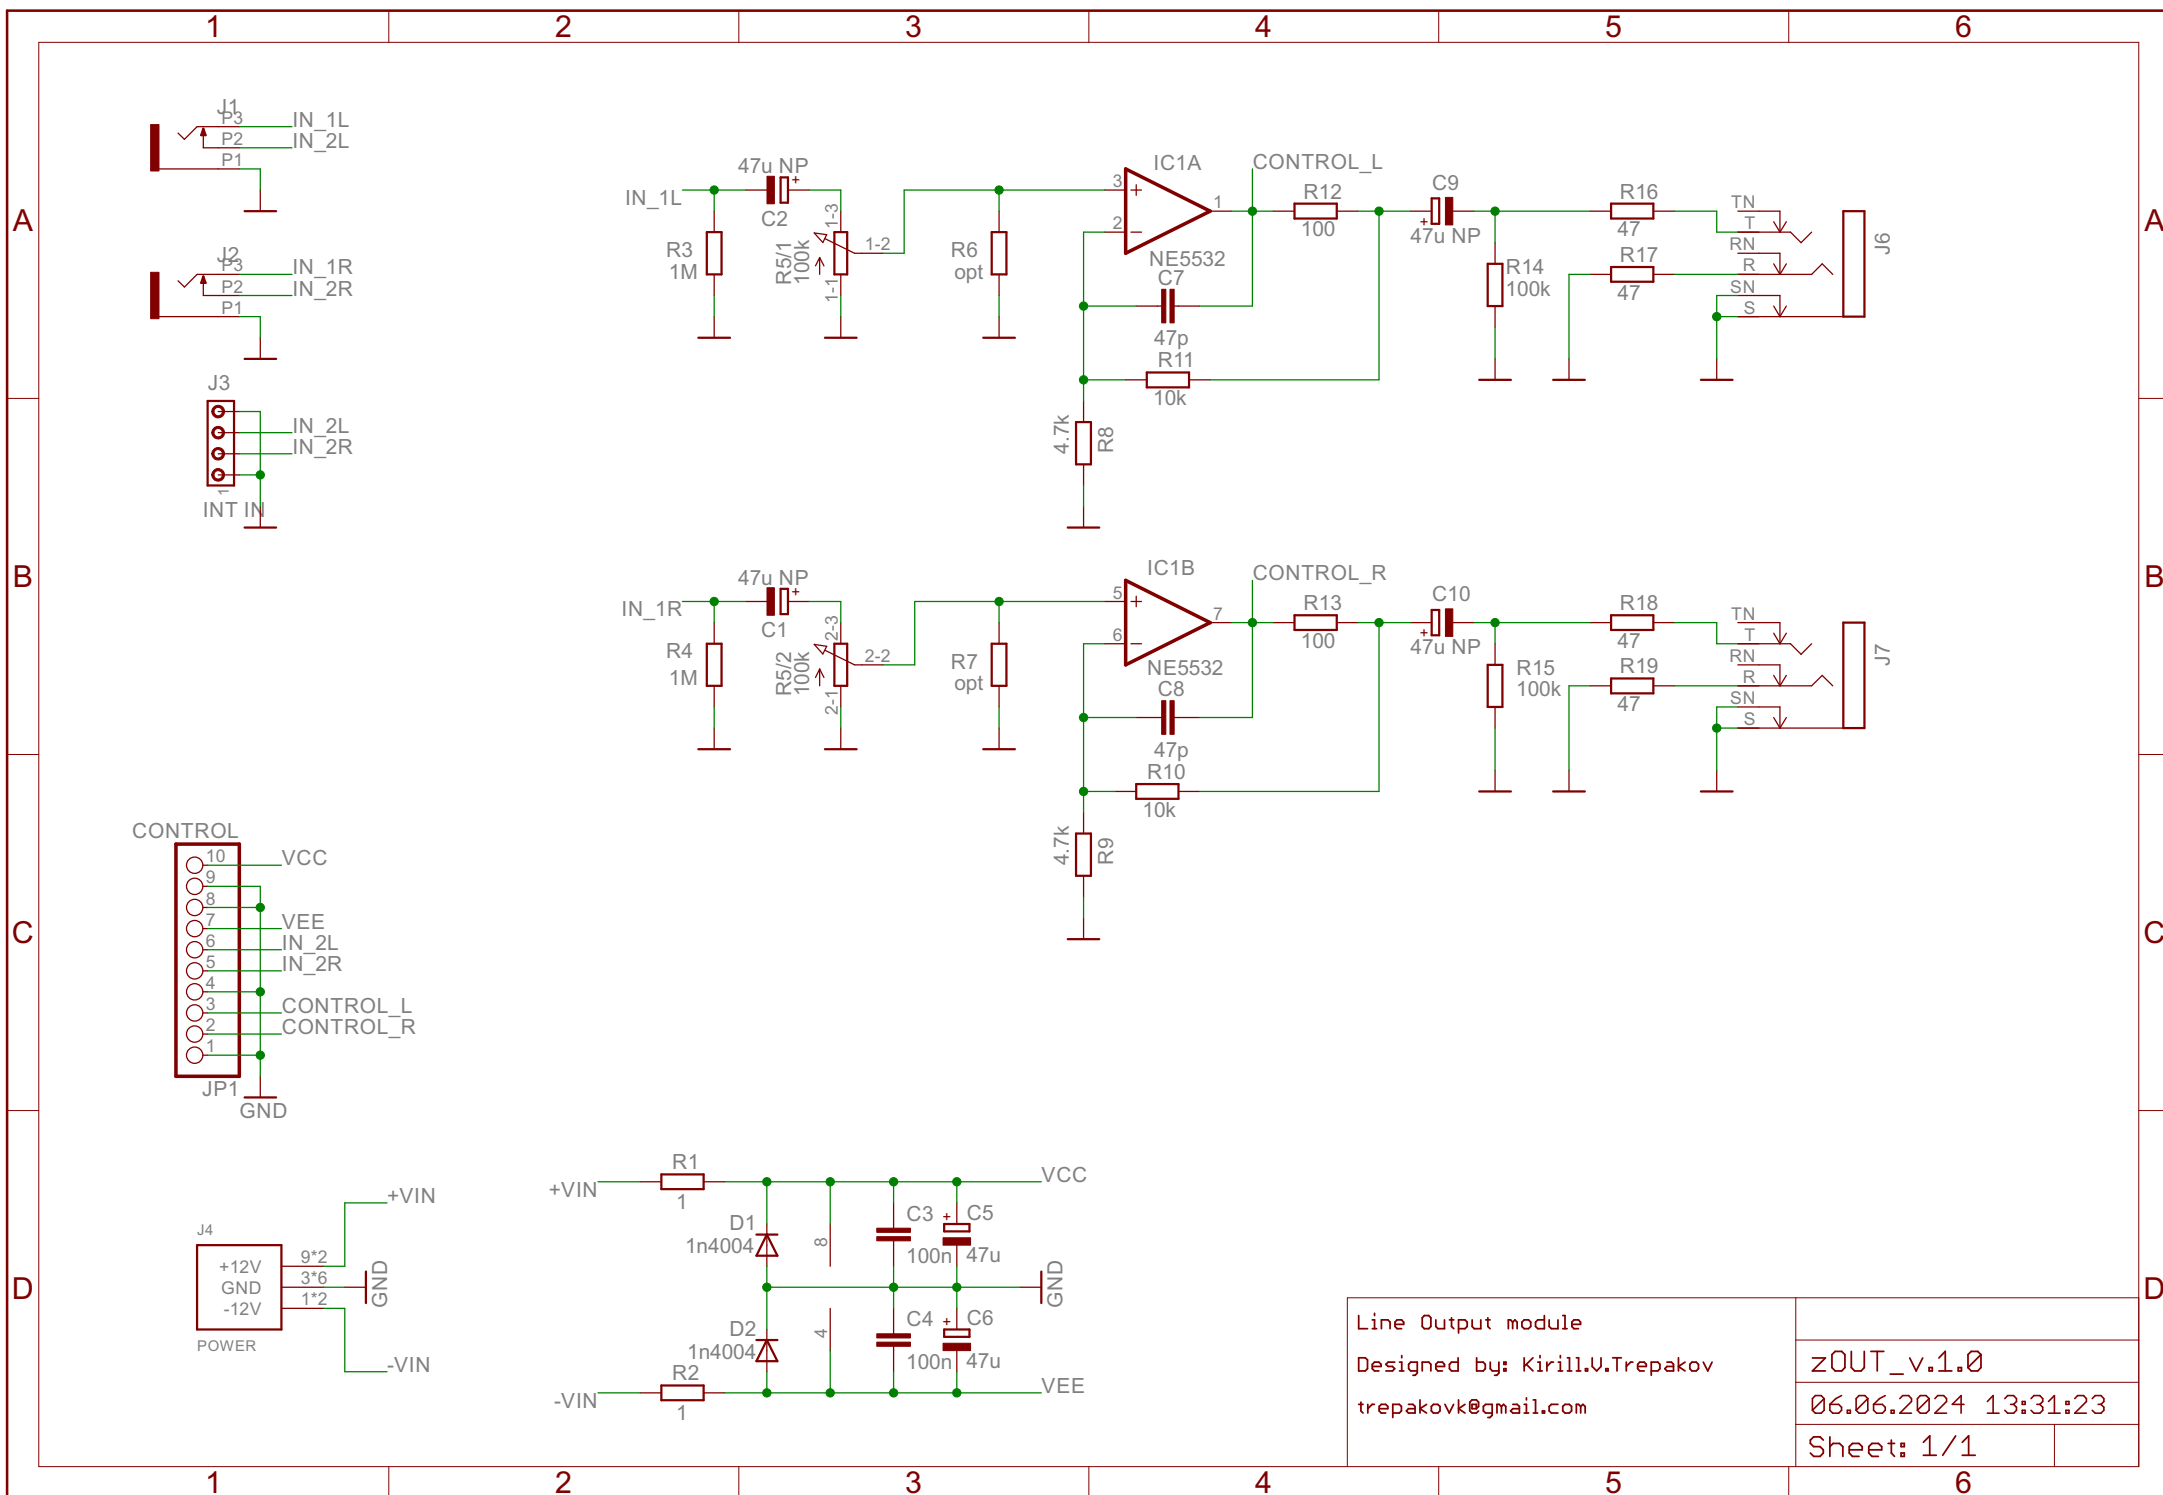 1 2 3 4 5 6
A A
B B
C C
D D
J1
P3 IN_1L
P2 IN_2L
P1
J2
P3 IN_1R
P2 IN_2R
P1
J3
IN_2L
IN_2R
1
INT IN
IN_1L
47u NP
+
C2
R3
1M
R5/1
100k
1-3
1-2
1-1
R6
opt
IC1A
3 +
2 −
1
NE5532
CONTROL_L
C7
47p
R11
10k
4.7k
R8
R12
100
C9
+
47u NP
R14
100k
R16
47
R17
47
TN
T
RN
R
SN
S
J6
IN_1R
47u NP
+
C1
R4
1M
R5/2
100k
2-3
2-2
2-1
R7
opt
IC1B
5 +
6 −
7
NE5532
CONTROL_R
C8
47p
R10
10k
4.7k
R9
R13
100
C10
+
47u NP
R15
100k
R18
47
R19
47
TN
T
RN
R
SN
S
J7
CONTROL
10 VCC
9
8
7 VEE
6 IN_2L
5 IN_2R
4
3 CONTROL_L
2 CONTROL_R
1
JP1
GND
J4
+12V 9*2 +VIN
GND 3*6 GND
-12V 1*2 -VIN
POWER
+VIN
R1
1
VCC
D1
1n4004
8
C3
100n
+ C5
47u
GND
D2
1n4004
4
C4
100n
+ C6
47u
-VIN
R2
1
VEE
Line Output module
Designed by: Kirill.V.Trepakov
trepakovk@gmail.com
zOUT_v.1.0
06.06.2024 13:31:23
Sheet: 1/1
1 2 3 4 5 6